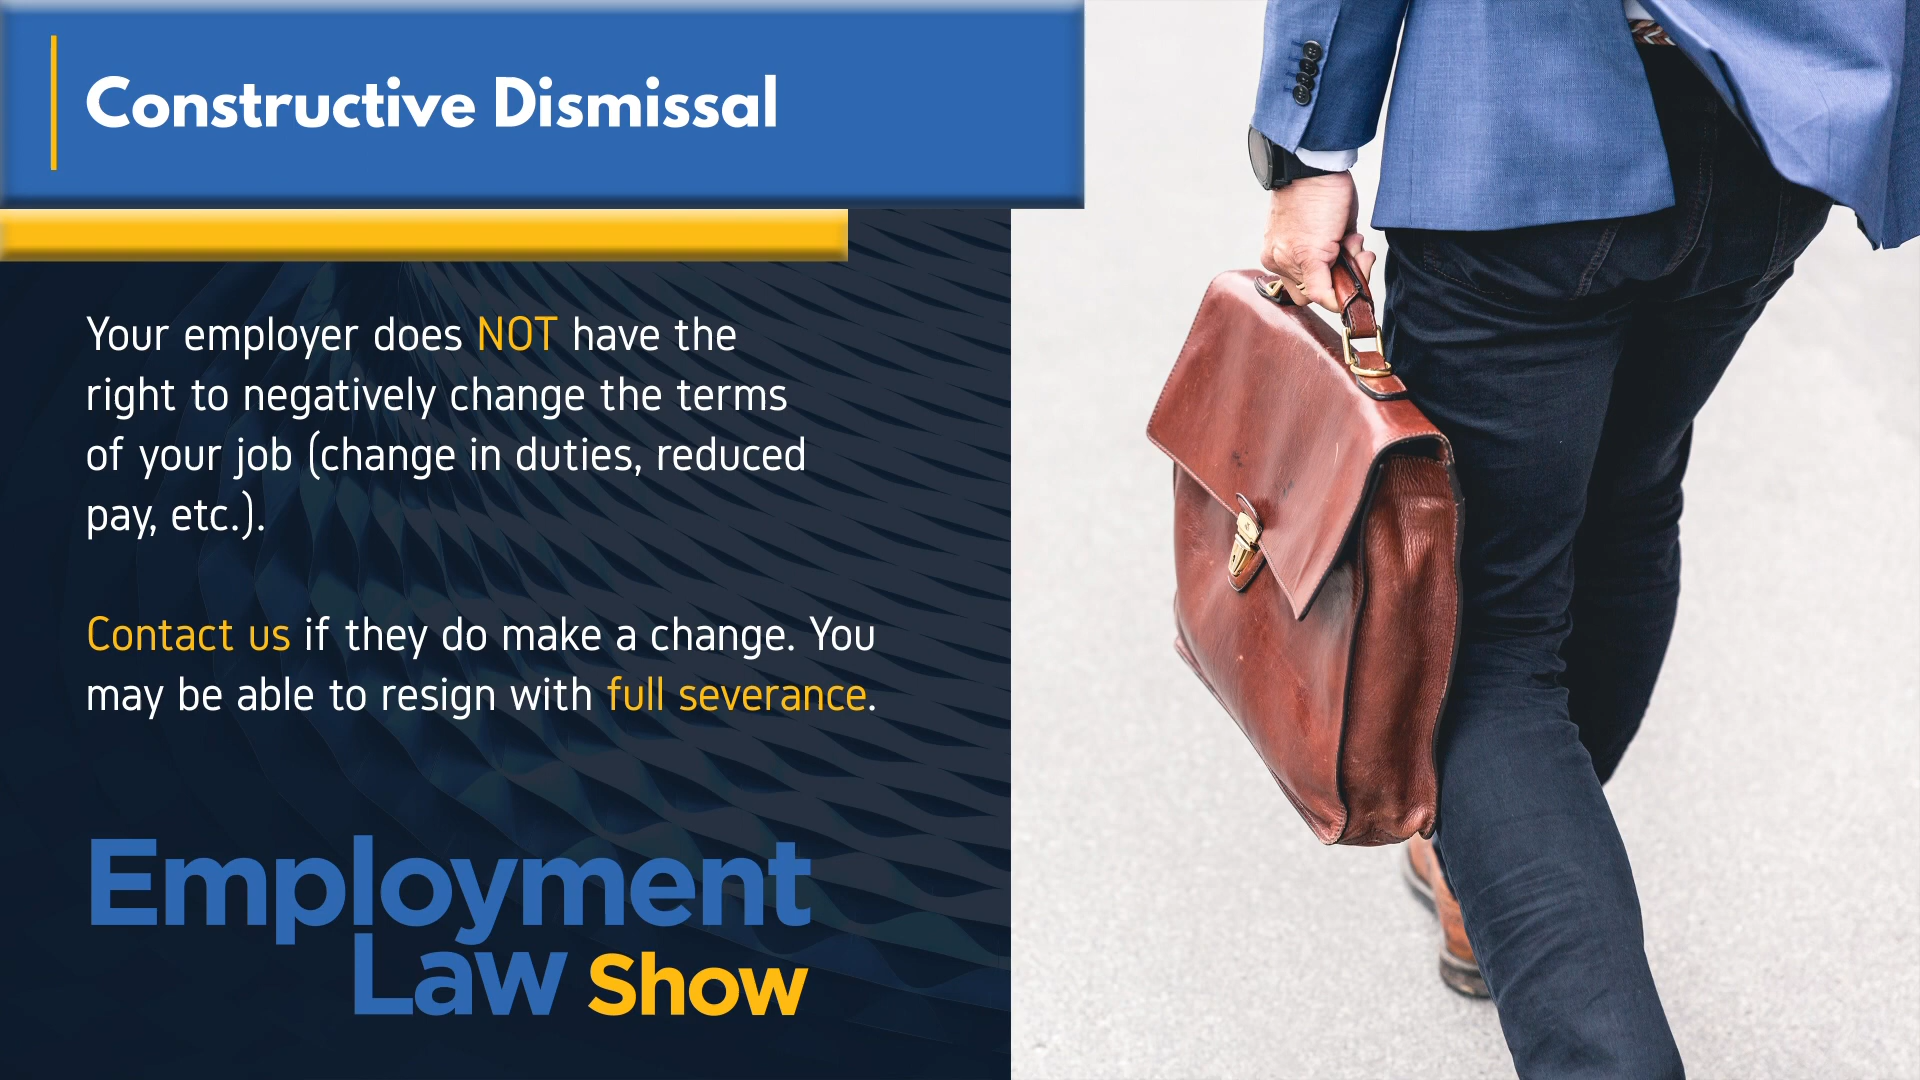 Constructive Dismissal
Your employer does NOT have the
right to negatively change the terms
of your job (change in duties, reduced
pay, etc.).
Contact us if they do make a change. You
may be able to resign with full severance.
Employment
Law Show